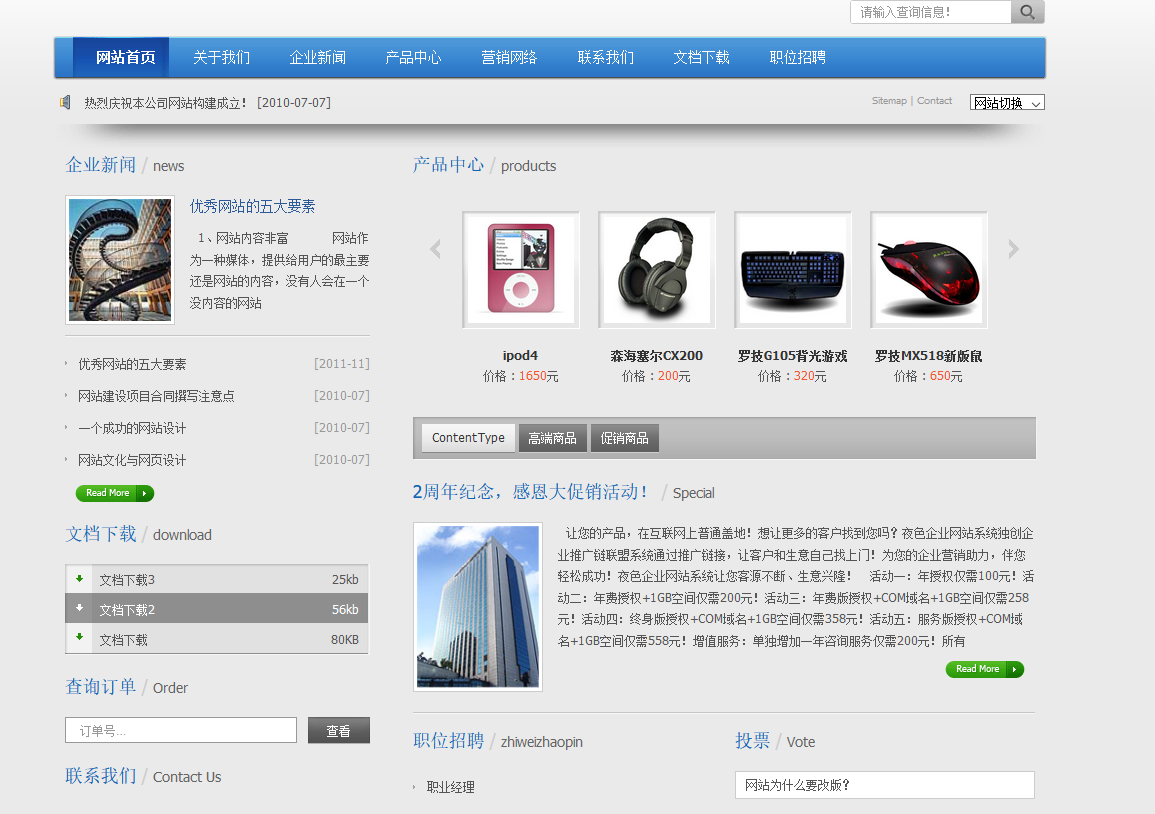 请输入查询信息！
网站首页 关于我们 企业新闻 产品中心 营销网络 联系我们 文档下载 职位招聘
热烈庆祝本公司网站构建成立！ [2010-07-07]
Sitemap | Contact
网站切换
企业新闻 / news
优秀网站的五大要素
1、网站内容非富 网站作
为一种媒体，提供给用户的最主要
还是网站的内容，没有人会在一个
没内容的网站
优秀网站的五大要素 [2011-11]
网站建设项目合同撰写注意点 [2010-07]
一个成功的网站设计 [2010-07]
网站文化与网页设计 [2010-07]
Read More
文档下载 / download
文档下载3 25kb
文档下载2 56kb
文档下载 80KB
查询订单 / Order
订单号...
查看
联系我们 / Contact Us
产品中心 / products
ipod4
价格：1650元
森海塞尔CX200
价格：200元
罗技G105背光游戏
价格：320元
罗技MX518新版鼠
价格：650元
ContentType 高端商品 促销商品
2周年纪念，感恩大促销活动！ / Special
让您的产品，在互联网上普通盖地！想让更多的客户找到您吗？夜色企业网站系统独创企
业推广链联盟系统通过推广链接，让客户和生意自己找上门！为您的企业营销助力，伴您
轻松成功！夜色企业网站系统让您客源不断、生意兴隆！ 活动一：年授权仅需100元！活
动二：年费授权+1GB空间仅需200元！活动三：年费版授权+COM域名+1GB空间仅需258
元！活动四：终身版授权+COM域名+1GB空间仅需358元！活动五：服务版授权+COM域
名+1GB空间仅需558元！增值服务：单独增加一年咨询服务仅需200元！所有
Read More
职位招聘 / zhiweizhaopin
职业经理
投票 / Vote
网站为什么要改版？